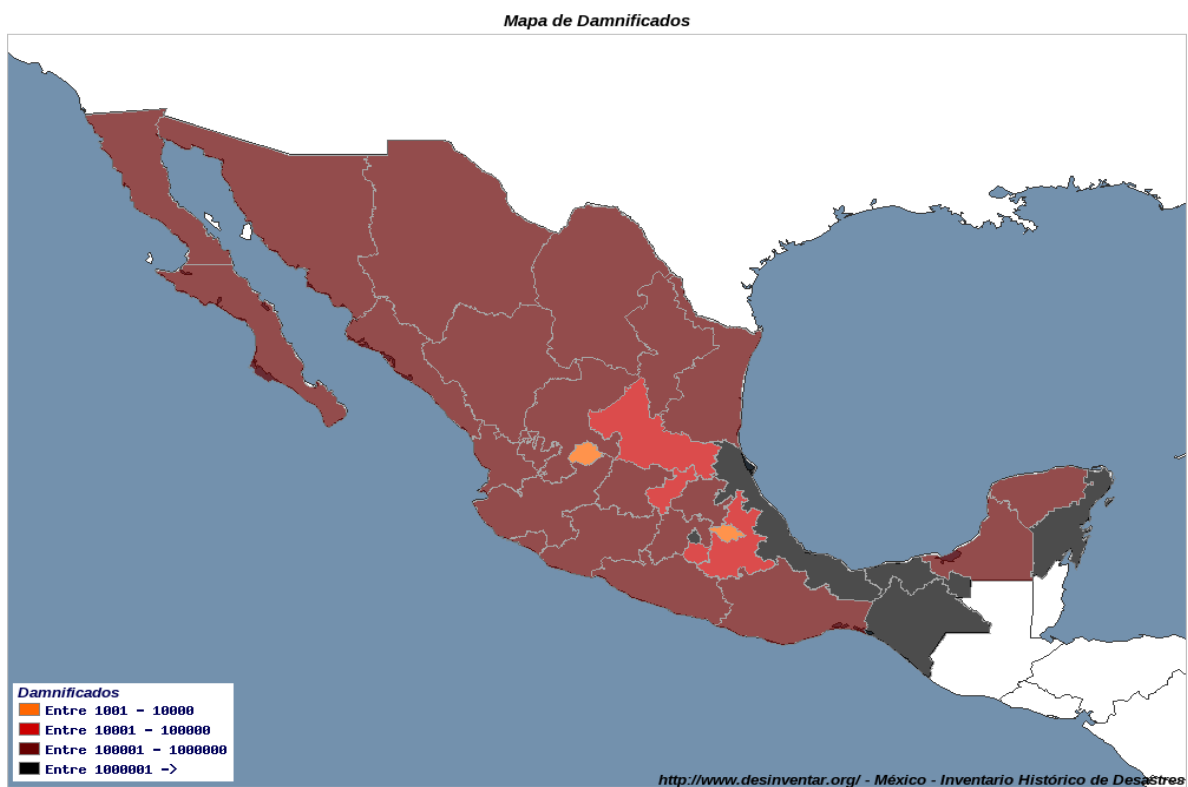 Mapa de Damnificados
Damnificados
Entre 1001 - 10000
Entre 10001 - 100000
Entre 100001 - 1000000
Entre 1000001 ->
http://www.desinventar.org/ - México - Inventario Histórico de Desastres